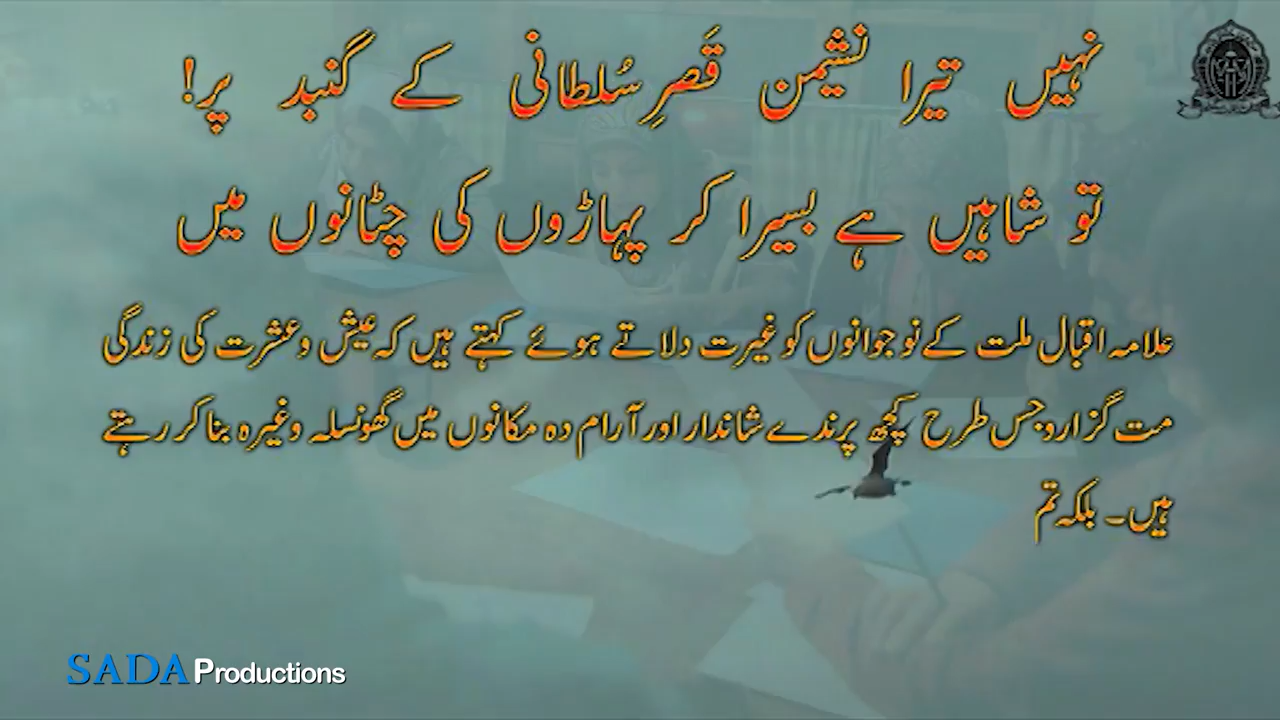 نہیں تیرا نشیمن قَصرِ سُلطانی کے گنبد پر!
تو شاہیں ہے بسیرا کر پہاڑوں کی چٹانوں میں
علامہ اقبال ملت کے نوجوانوں کو غیرت دلاتے ہوئے کہتے ہیں کہ عیش و عشرت کی زندگی
مت گزارو جس طرح کچھ پرندے شاندار اور آرام دہ مکانوں میں گھونسلہ وغیرہ بنا کر رہتے
ہیں۔ بلکہ تم
SADA Productions